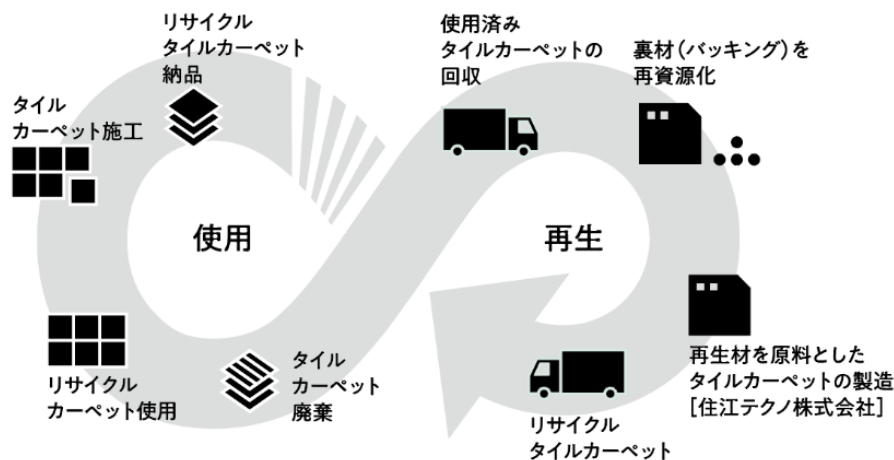 リサイクル
タイルカーペット
納品
タイル
カーペット施工
使用
リサイクル
カーペット使用
タイル
カーペット
廃棄
使用済み
タイルカーペットの
回収
裏材（バッキング）を
再資源化
再生
再生材を原料とした
タイルカーペットの製造
［住江テクノ株式会社］
リサイクル
タイルカーペット